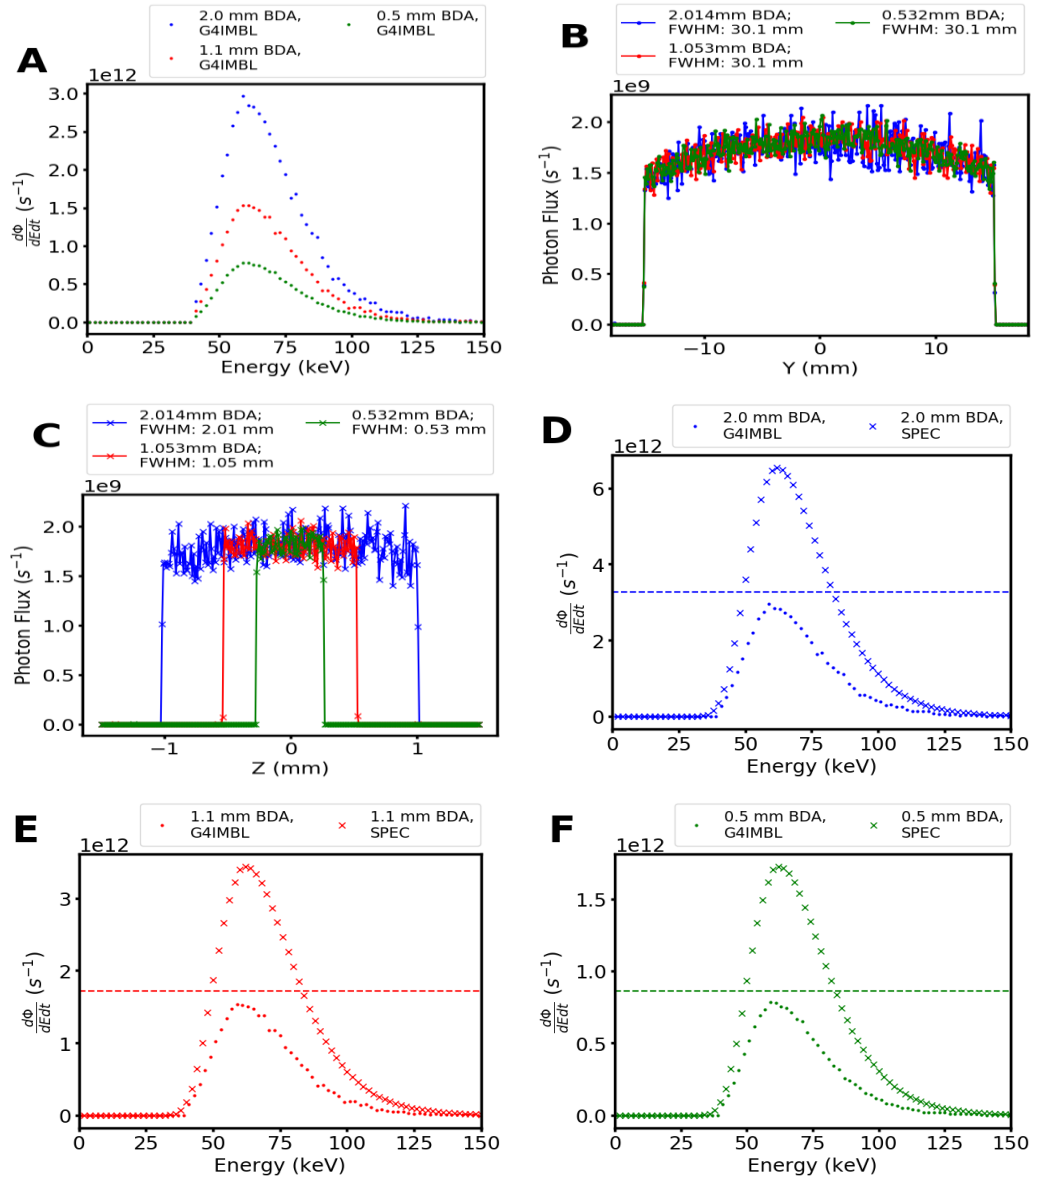 A
2.0 mm BDA,
G4IMBL
1.1 mm BDA,
G4IMBL
0.5 mm BDA,
G4IMBL
1e12
3.0
2.5
2.0
1.5
1.0
0.5
0.0
dΦ/dEdt (s⁻¹)
0 25 50 75 100 125 150
Energy (keV)
B
2.014mm BDA;
FWHM: 30.1 mm
1.053mm BDA;
FWHM: 30.1 mm
0.532mm BDA;
FWHM: 30.1 mm
1e9
2.0
1.5
1.0
0.5
0.0
Photon Flux (s⁻¹)
−10 0 10
Y (mm)
C
2.014mm BDA;
FWHM: 2.01 mm
1.053mm BDA;
FWHM: 1.05 mm
0.532mm BDA;
FWHM: 0.53 mm
1e9
2.0
1.5
1.0
0.5
0.0
Photon Flux (s⁻¹)
−1 0 1
Z (mm)
D
2.0 mm BDA,
G4IMBL
2.0 mm BDA,
SPEC
1e12
6
4
2
0
dΦ/dEdt (s⁻¹)
0 25 50 75 100 125 150
Energy (keV)
E
1.1 mm BDA,
G4IMBL
1.1 mm BDA,
SPEC
1e12
3
2
1
0
dΦ/dEdt (s⁻¹)
0 25 50 75 100 125 150
Energy (keV)
F
0.5 mm BDA,
G4IMBL
0.5 mm BDA,
SPEC
1e12
1.5
1.0
0.5
0.0
dΦ/dEdt (s⁻¹)
0 25 50 75 100 125 150
Energy (keV)